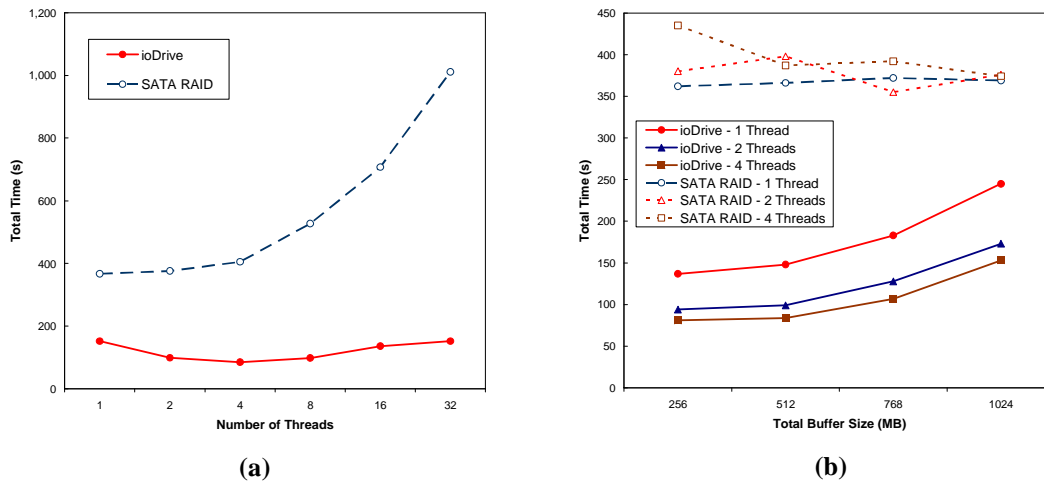 1,200
1,000
800
600
400
200
0
Total Time (s)
ioDrive
SATA RAID
1 2 4 8 16 32
Number of Threads
(a)
450
400
350
300
250
200
150
100
50
0
Total Time (s)
ioDrive - 1 Thread
ioDrive - 2 Threads
ioDrive - 4 Threads
SATA RAID - 1 Thread
SATA RAID - 2 Threads
SATA RAID - 4 Threads
256 512 768 1024
Total Buffer Size (MB)
(b)